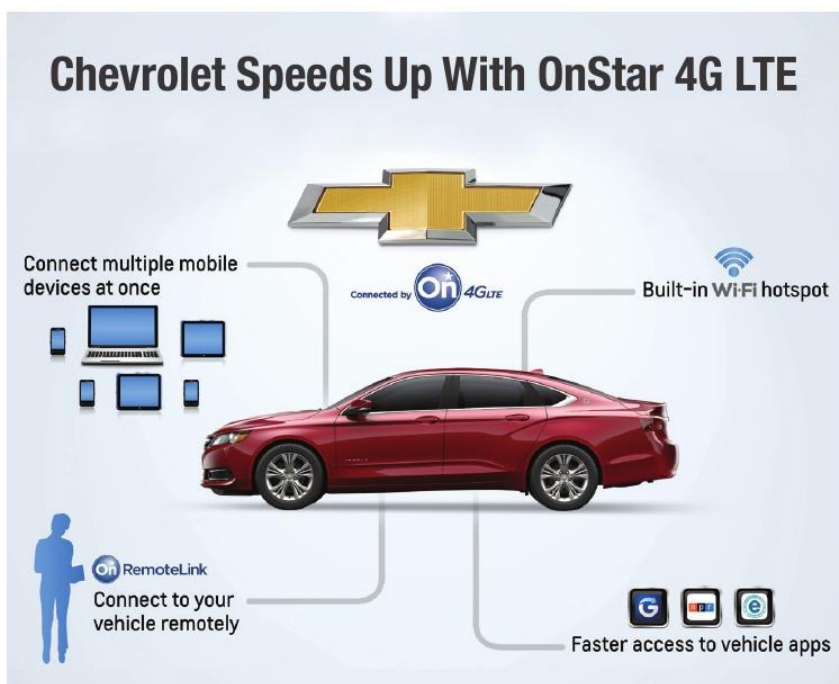 Chevrolet Speeds Up With OnStar 4G LTE
Connect multiple mobile
devices at once
Connected by On 4G LTE
Built-in Wi-Fi hotspot
On RemoteLink
Connect to your
vehicle remotely
G npr e
Faster access to vehicle apps